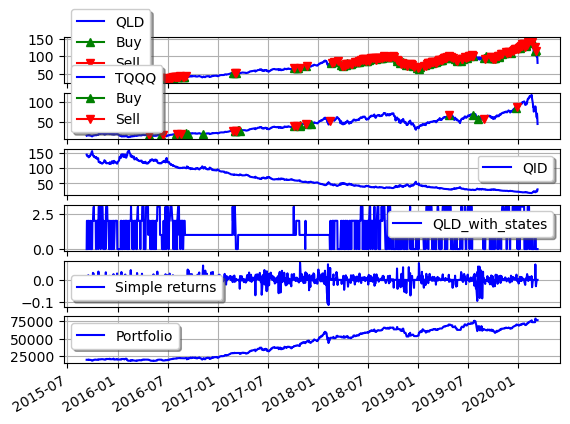 QLD
Buy
Sell
150
100
50
TQQQ
Buy
Sell
100
50
150
100
50
QID
2.5
0.0
QLD_with_states
0.0
−0.1
Simple returns
75000
50000
25000
Portfolio
2015-07
2016-01
2016-07
2017-01
2017-07
2018-01
2018-07
2019-01
2019-07
2020-01